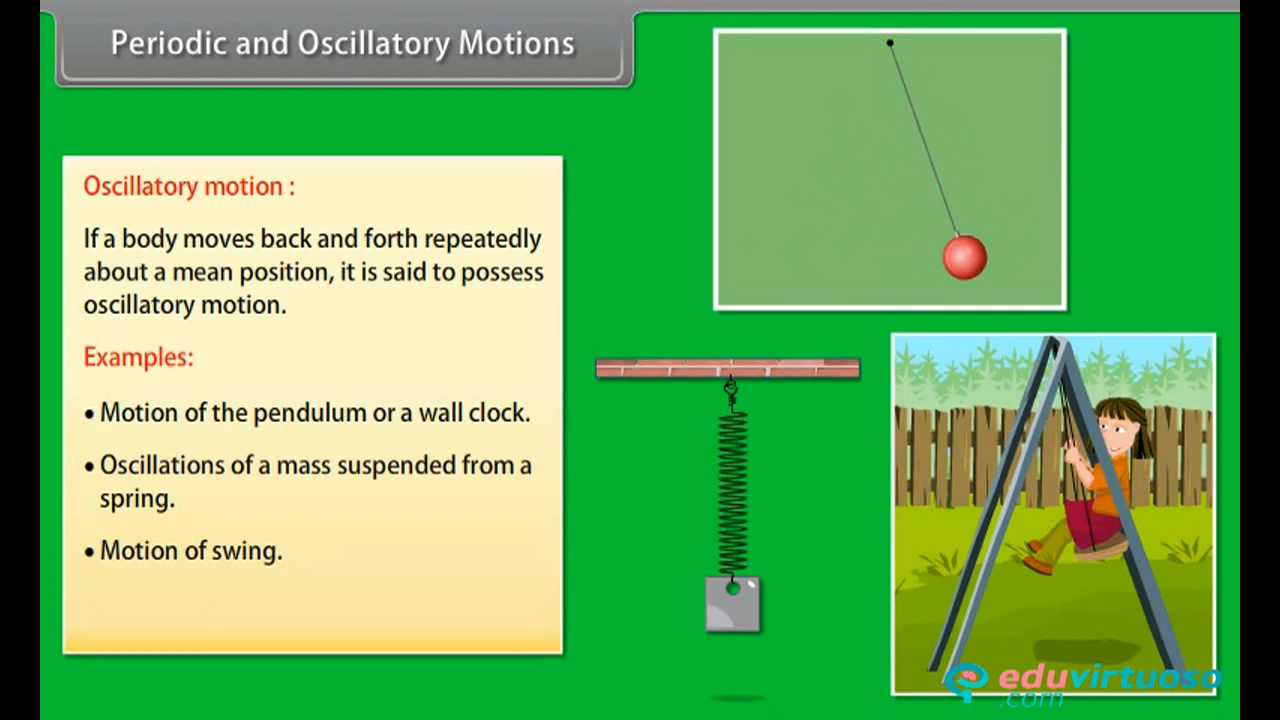 Periodic and Oscillatory Motions
Oscillatory motion :
If a body moves back and forth repeatedly
about a mean position, it is said to possess
oscillatory motion.
Examples:
• Motion of the pendulum or a wall clock.
• Oscillations of a mass suspended from a
spring.
• Motion of swing.
eduvirtuoso
.com